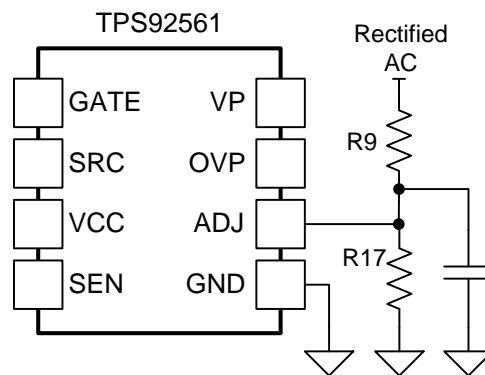 TPS92561
Rectified
AC
GATE VP
R9
SRC OVP
VCC ADJ
R17
SEN GND